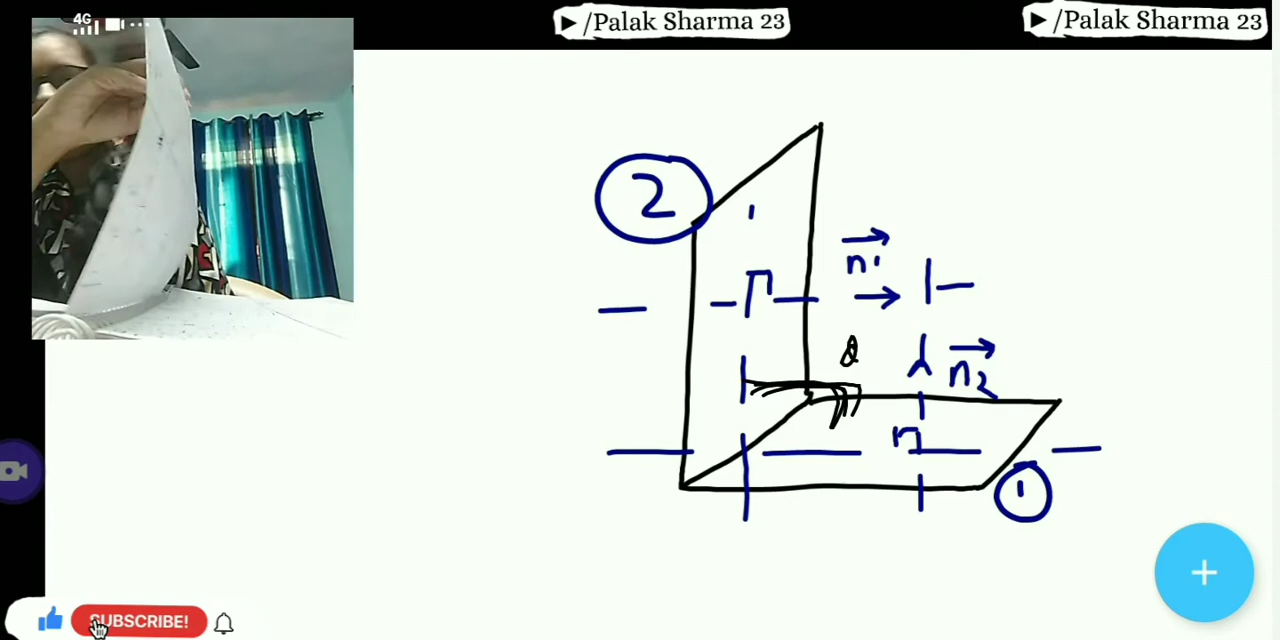 4G
/Palak Sharma 23
/Palak Sharma 23
2
n1
θ
n2
1
SUBSCRIBE!